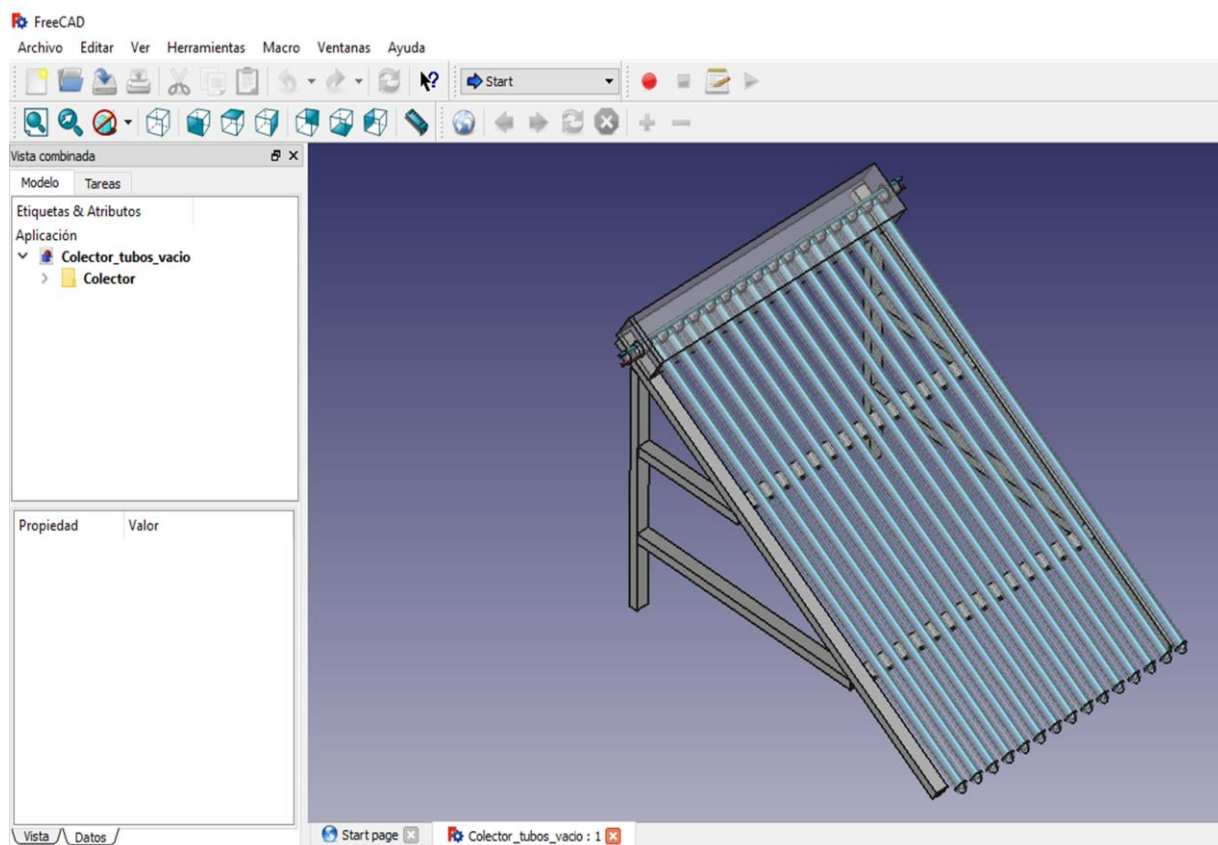 FreeCAD
Archivo Editar Ver Herramientas Macro Ventanas Ayuda
Start
Vista combinada
Modelo Tareas
Etiquetas & Atributos
Aplicación
Colector_tubos_vacio
Colector
Propiedad Valor
Vista Datos
Start page Colector_tubos_vacio : 1